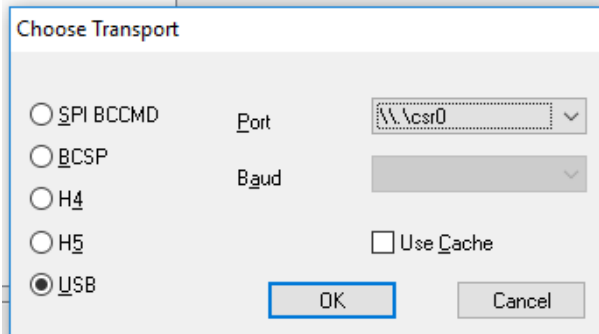 Choose Transport
SPI BCCMD
BCSP
H4
H5
USB
Port
\\.\csr0
Baud
Use Cache
OK
Cancel